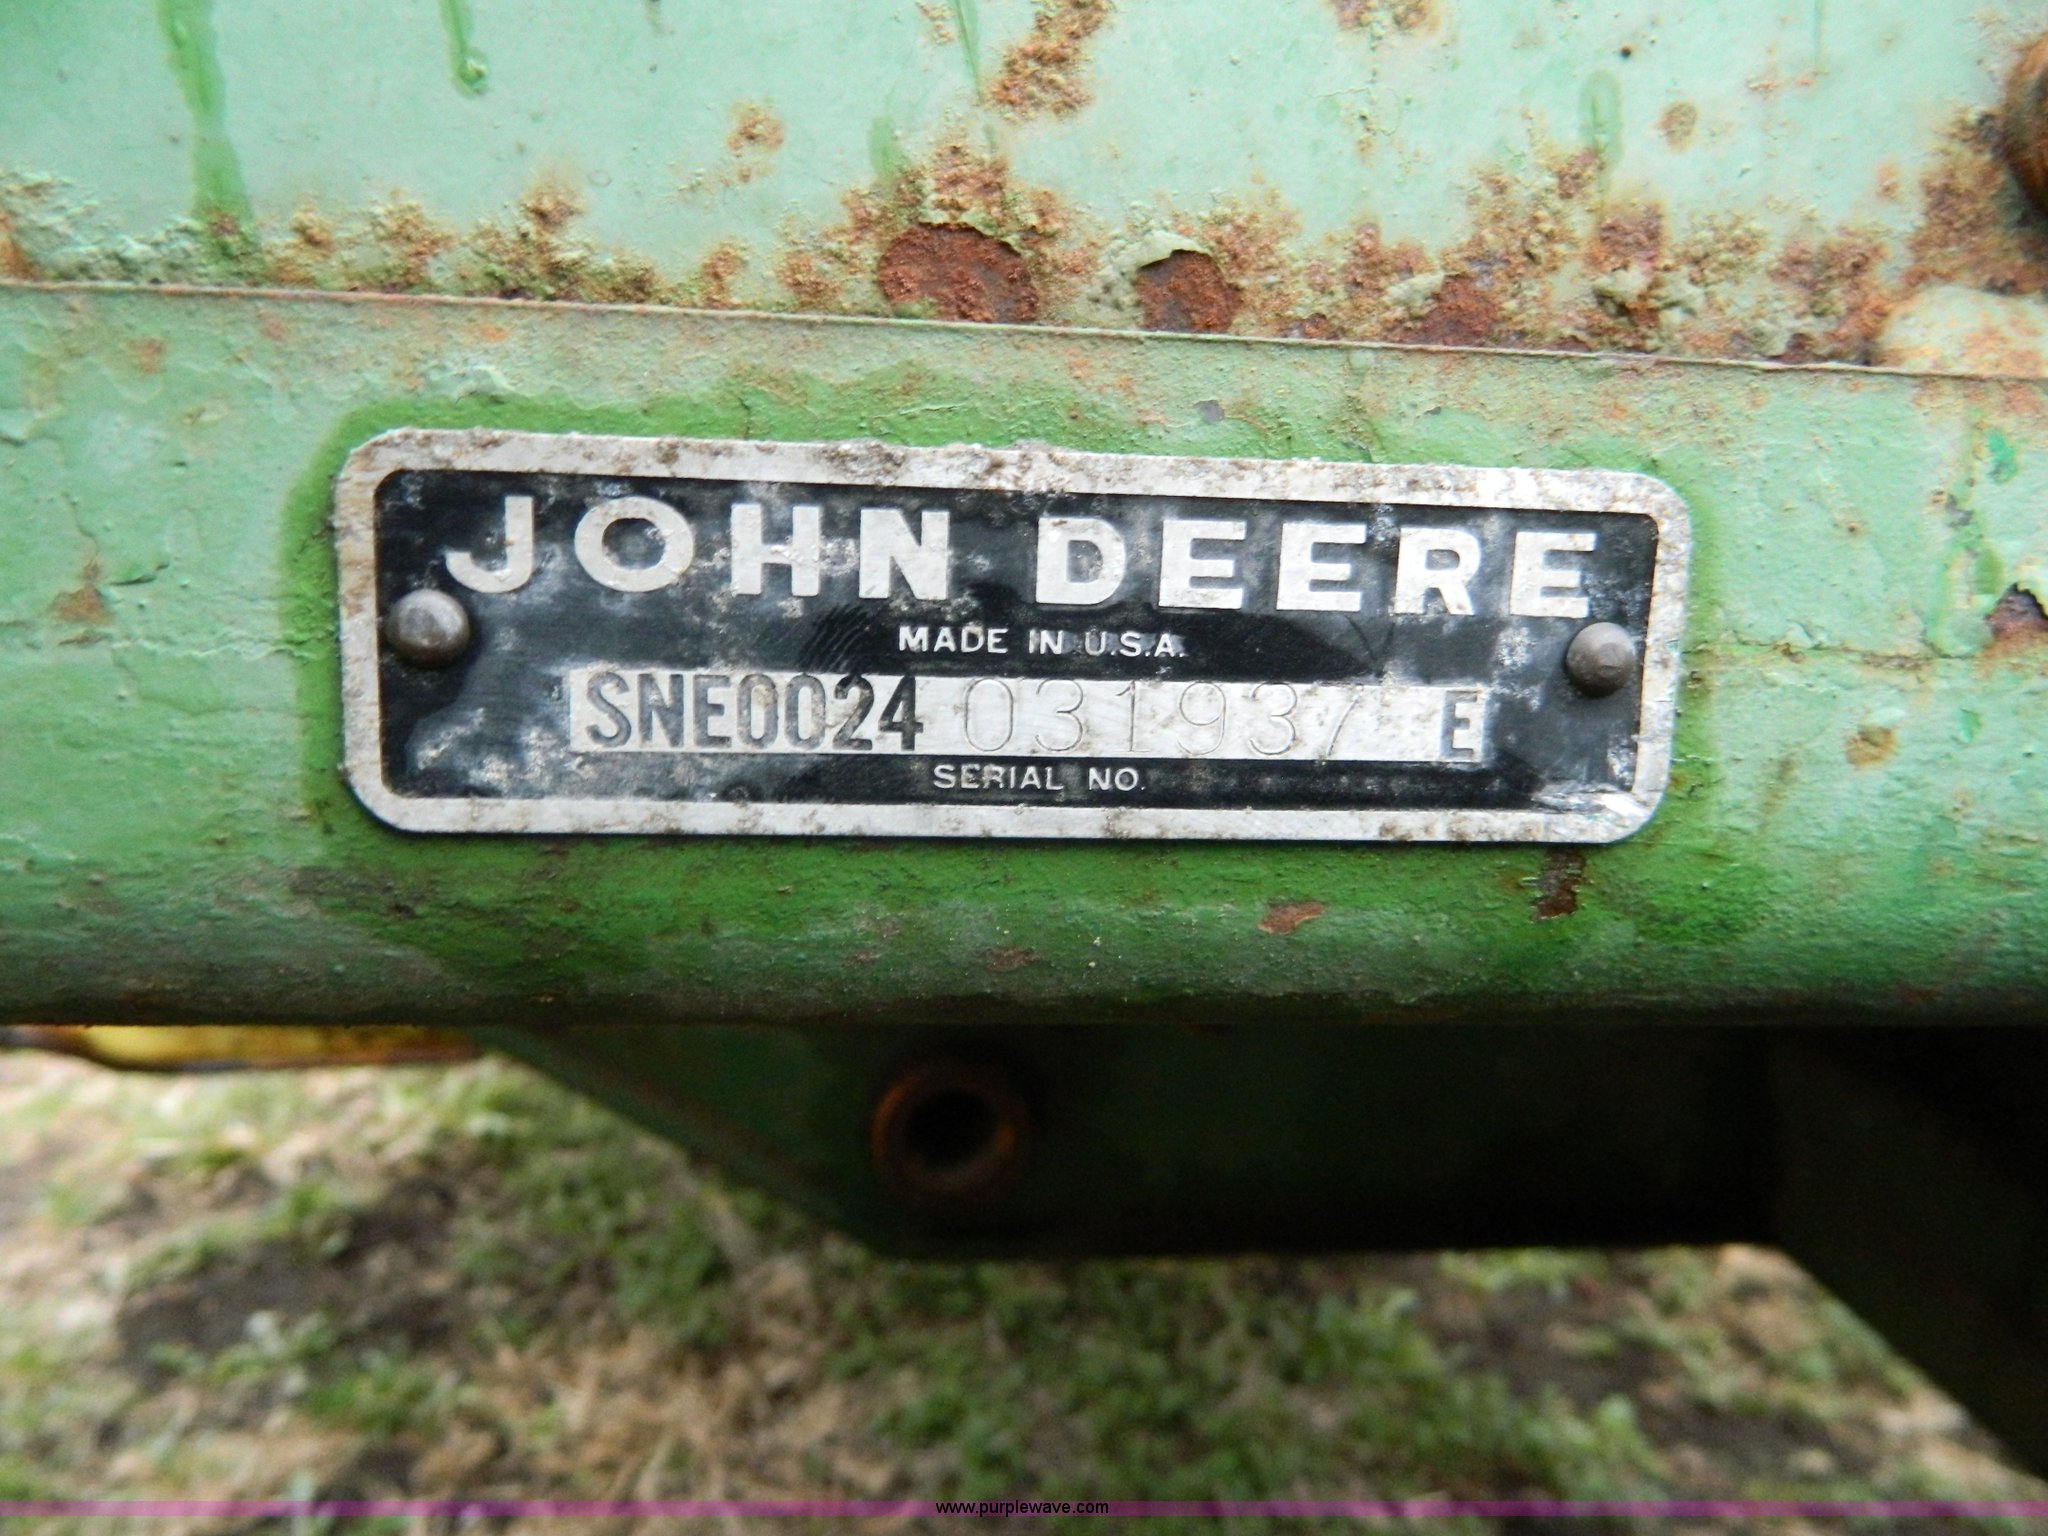 JOHN DEERE
MADE IN U.S.A.
SNE0024 031937 E
SERIAL NO.
www.purplewave.com